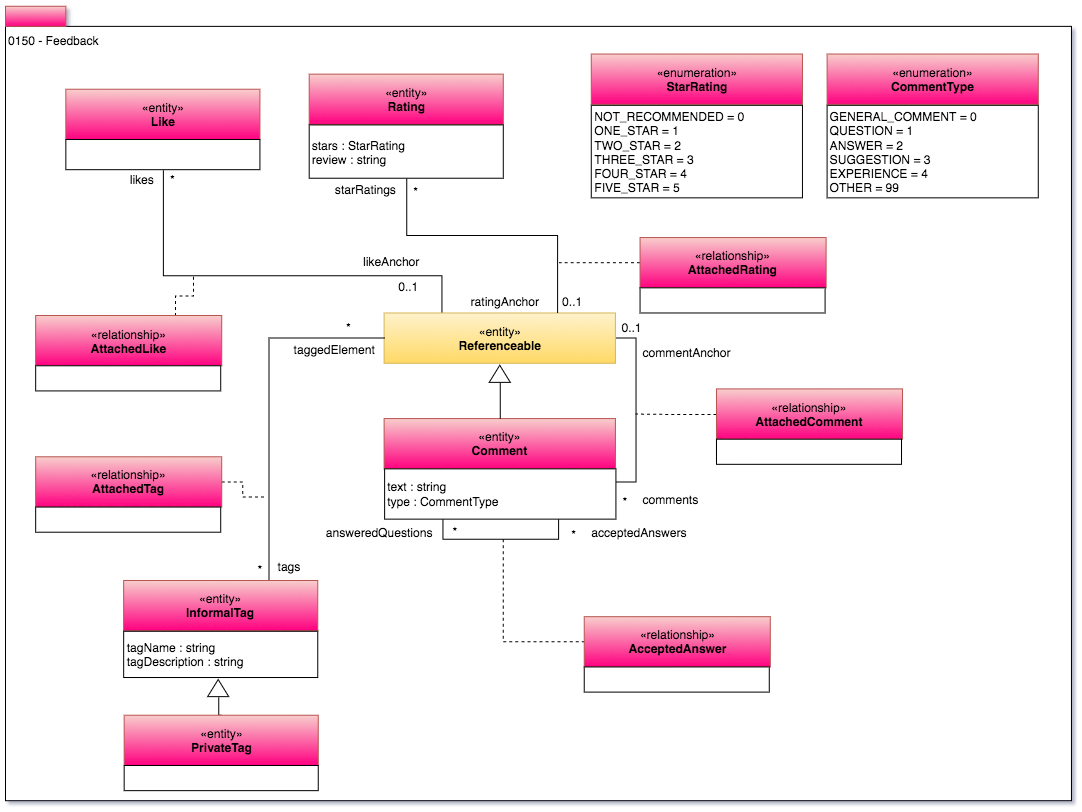 0150 - Feedback
«entity»
Like
likes
*
«entity»
Rating
stars : StarRating
review : string
starRatings
*
«enumeration»
StarRating
NOT_RECOMMENDED = 0
ONE_STAR = 1
TWO_STAR = 2
THREE_STAR = 3
FOUR_STAR = 4
FIVE_STAR = 5
«enumeration»
CommentType
GENERAL_COMMENT = 0
QUESTION = 1
ANSWER = 2
SUGGESTION = 3
EXPERIENCE = 4
OTHER = 99
likeAnchor
0..1
«relationship»
AttachedRating
ratingAnchor
0..1
«relationship»
AttachedLike
*
taggedElement
«entity»
Referenceable
0..1
commentAnchor
«relationship»
AttachedComment
«entity»
Comment
text : string
type : CommentType
*
comments
«relationship»
AttachedTag
answeredQuestions
*
*
acceptedAnswers
*
tags
«entity»
InformalTag
tagName : string
tagDescription : string
«relationship»
AcceptedAnswer
«entity»
PrivateTag